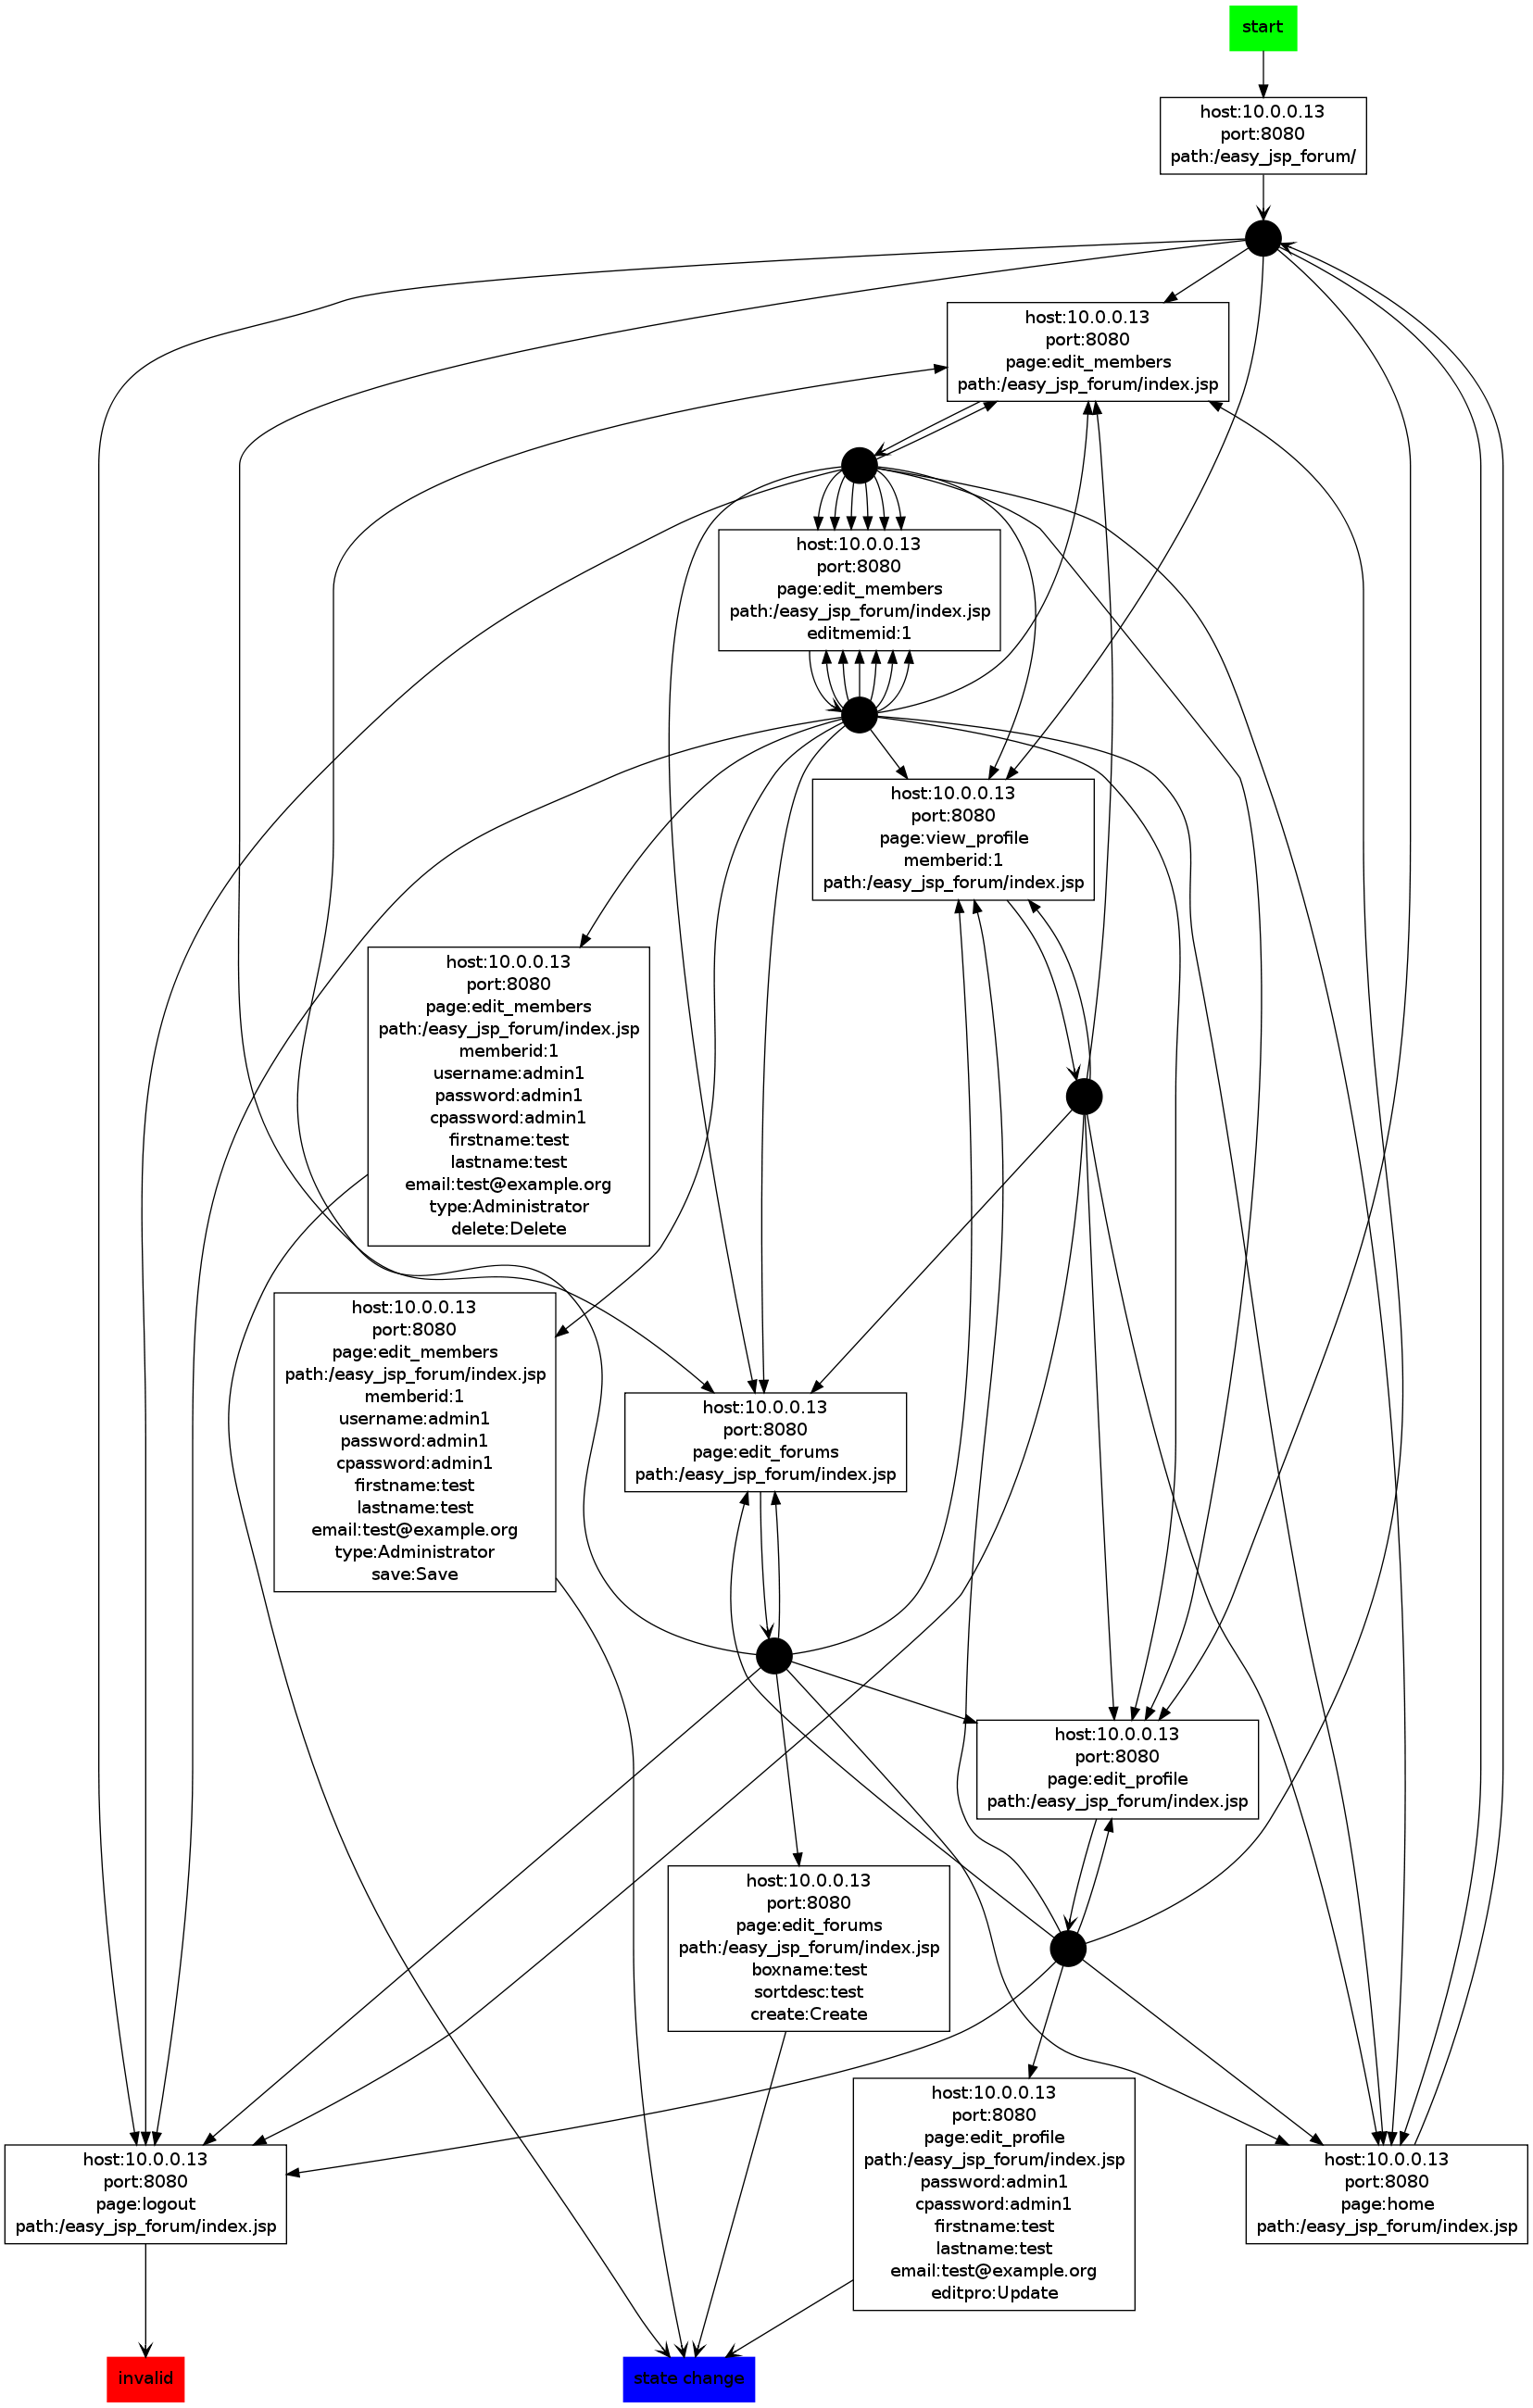 start
host:10.0.0.13
port:8080
path:/easy_jsp_forum/
host:10.0.0.13
port:8080
page:edit_members
path:/easy_jsp_forum/index.jsp
host:10.0.0.13
port:8080
page:edit_members
path:/easy_jsp_forum/index.jsp
editmemid:1
host:10.0.0.13
port:8080
page:view_profile
memberid:1
path:/easy_jsp_forum/index.jsp
host:10.0.0.13
port:8080
page:edit_members
path:/easy_jsp_forum/index.jsp
memberid:1
username:admin1
password:admin1
cpassword:admin1
firstname:test
lastname:test
email:test@example.org
type:Administrator
delete:Delete
host:10.0.0.13
port:8080
page:edit_members
path:/easy_jsp_forum/index.jsp
memberid:1
username:admin1
password:admin1
cpassword:admin1
firstname:test
lastname:test
email:test@example.org
type:Administrator
save:Save
host:10.0.0.13
port:8080
page:edit_forums
path:/easy_jsp_forum/index.jsp
host:10.0.0.13
port:8080
page:edit_profile
path:/easy_jsp_forum/index.jsp
host:10.0.0.13
port:8080
page:edit_forums
path:/easy_jsp_forum/index.jsp
boxname:test
sortdesc:test
create:Create
host:10.0.0.13
port:8080
page:edit_profile
path:/easy_jsp_forum/index.jsp
password:admin1
cpassword:admin1
firstname:test
lastname:test
email:test@example.org
editpro:Update
host:10.0.0.13
port:8080
page:logout
path:/easy_jsp_forum/index.jsp
host:10.0.0.13
port:8080
page:home
path:/easy_jsp_forum/index.jsp
invalid
state change